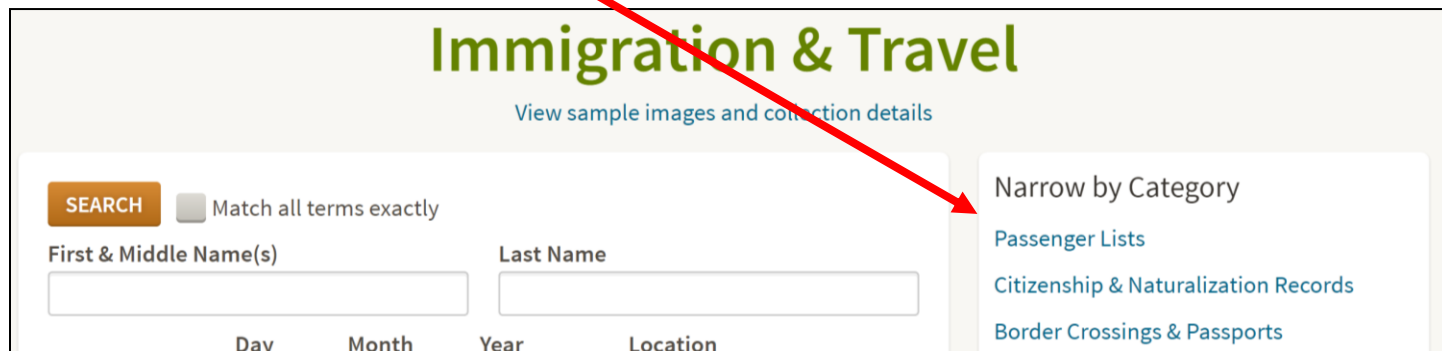 Immigration & Travel
View sample images and collection details
SEARCH Match all terms exactly
First & Middle Name(s) Last Name
Day Month Year Location
Narrow by Category
Passenger Lists
Citizenship & Naturalization Records
Border Crossings & Passports